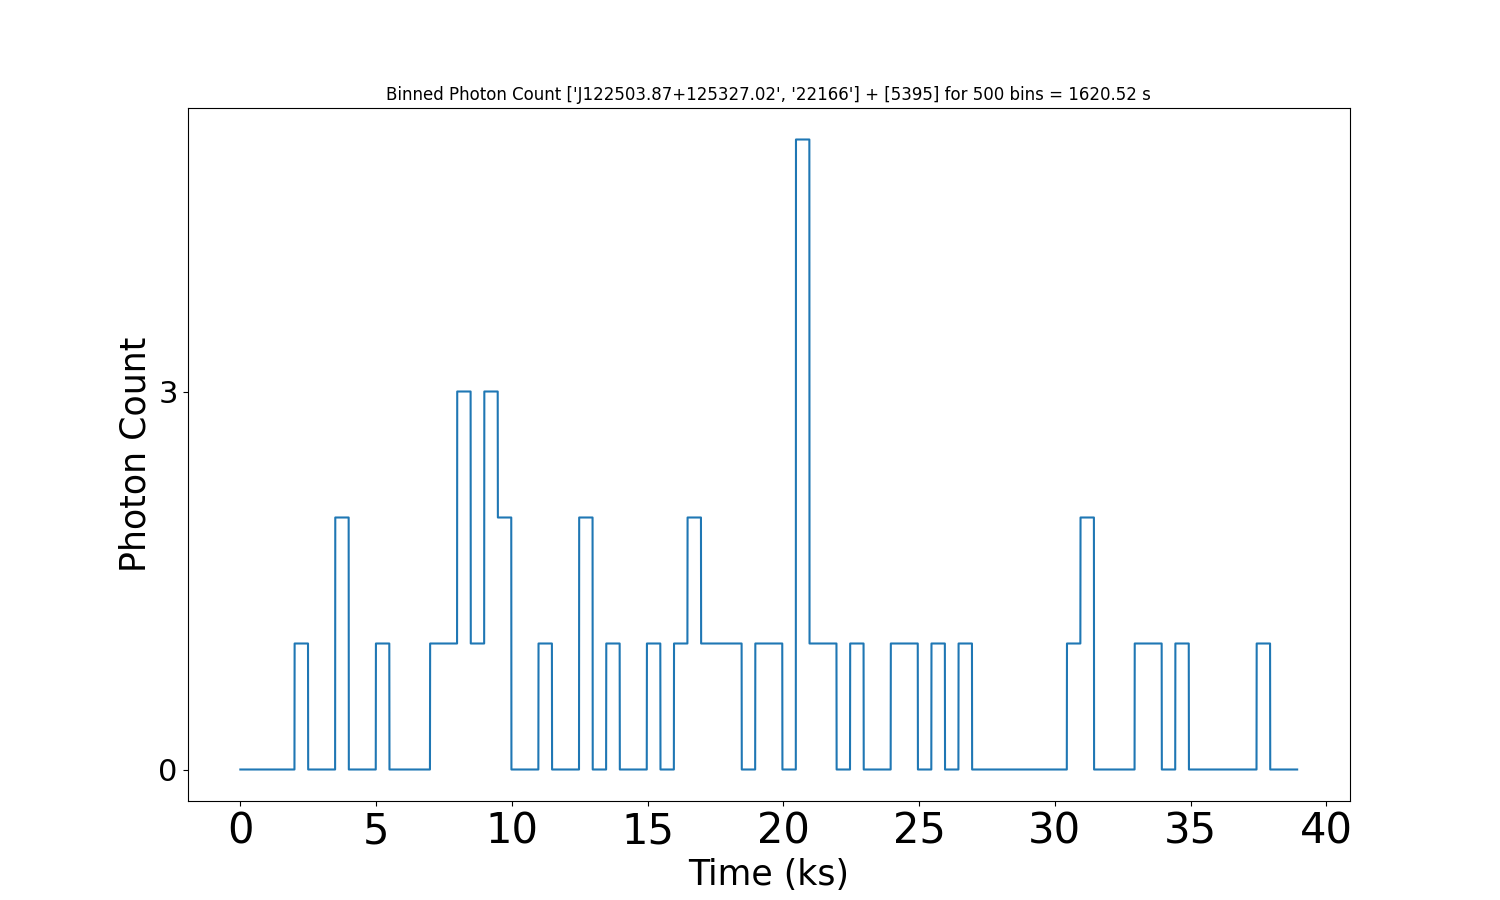 Binned Photon Count ['J122503.87+125327.02', '22166'] + [5395] for 500 bins = 1620.52 s
Photon Count
3
0
0 5 10 15 20 25 30 35 40
Time (ks)